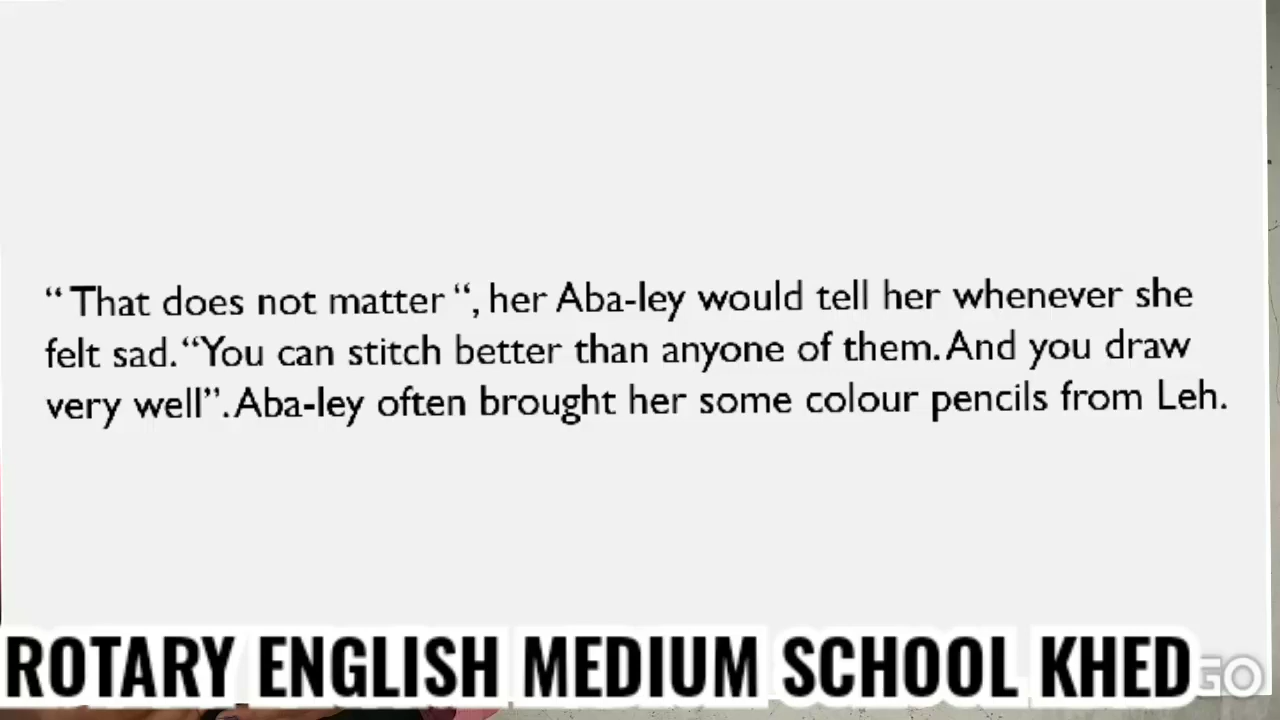 “ That does not matter “, her Aba-ley would tell her whenever she
felt sad. “You can stitch better than anyone of them. And you draw
very well”. Aba-ley often brought her some colour pencils from Leh.
ROTARY ENGLISH MEDIUM SCHOOL KHED
GO